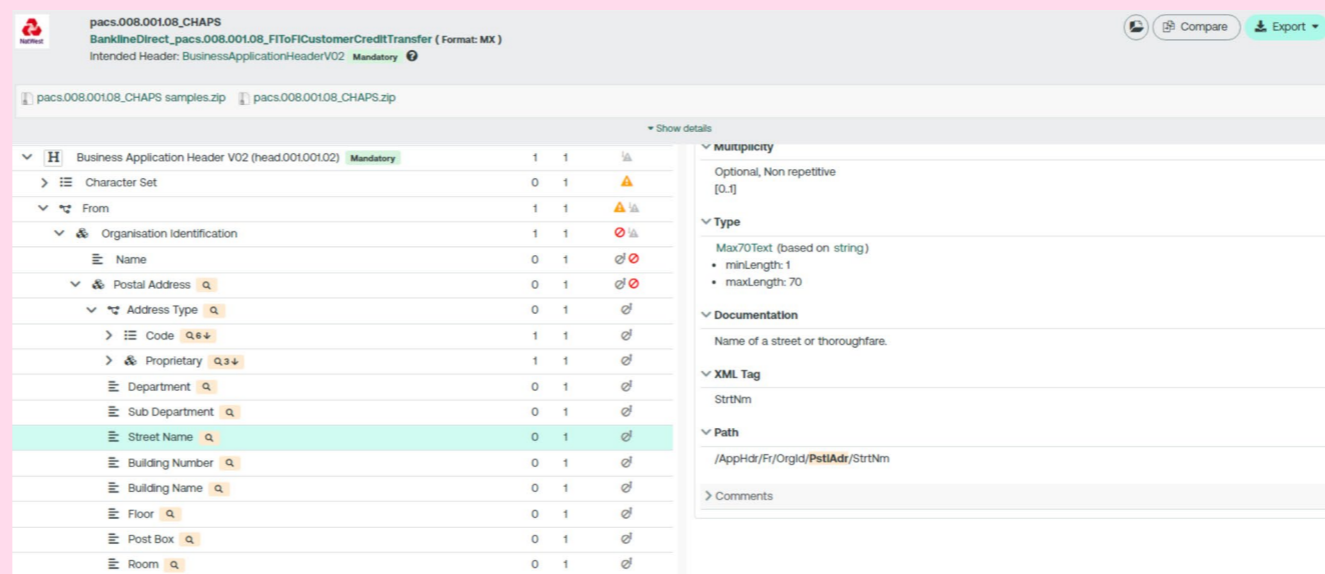 NatWest
pacs.008.001.08_CHAPS
BanklineDirect_pacs.008.001.08_FIToFICustomerCreditTransfer ( Format: MX )
Intended Header: BusinessApplicationHeaderV02 Mandatory ?
Compare
Export
pacs.008.001.08_CHAPS samples.zip pacs.008.001.08_CHAPS.zip
Show details
H Business Application Header V02 (head.001.001.02) Mandatory 1 1
Character Set 0 1
From 1 1
Organisation Identification 1 1
Name 0 1
Postal Address 0 1
Address Type 0 1
Code 6 1 1
Proprietary 3 1 1
Department 0 1
Sub Department 0 1
Street Name 0 1
Building Number 0 1
Building Name 0 1
Floor 0 1
Post Box 0 1
Room 0 1
Multiplicity
Optional, Non repetitive
[0..1]
Type
Max70Text (based on string)
• minLength: 1
• maxLength: 70
Documentation
Name of a street or thoroughfare.
XML Tag
StrtNm
Path
/AppHdr/Fr/OrgId/PstlAdr/StrtNm
Comments